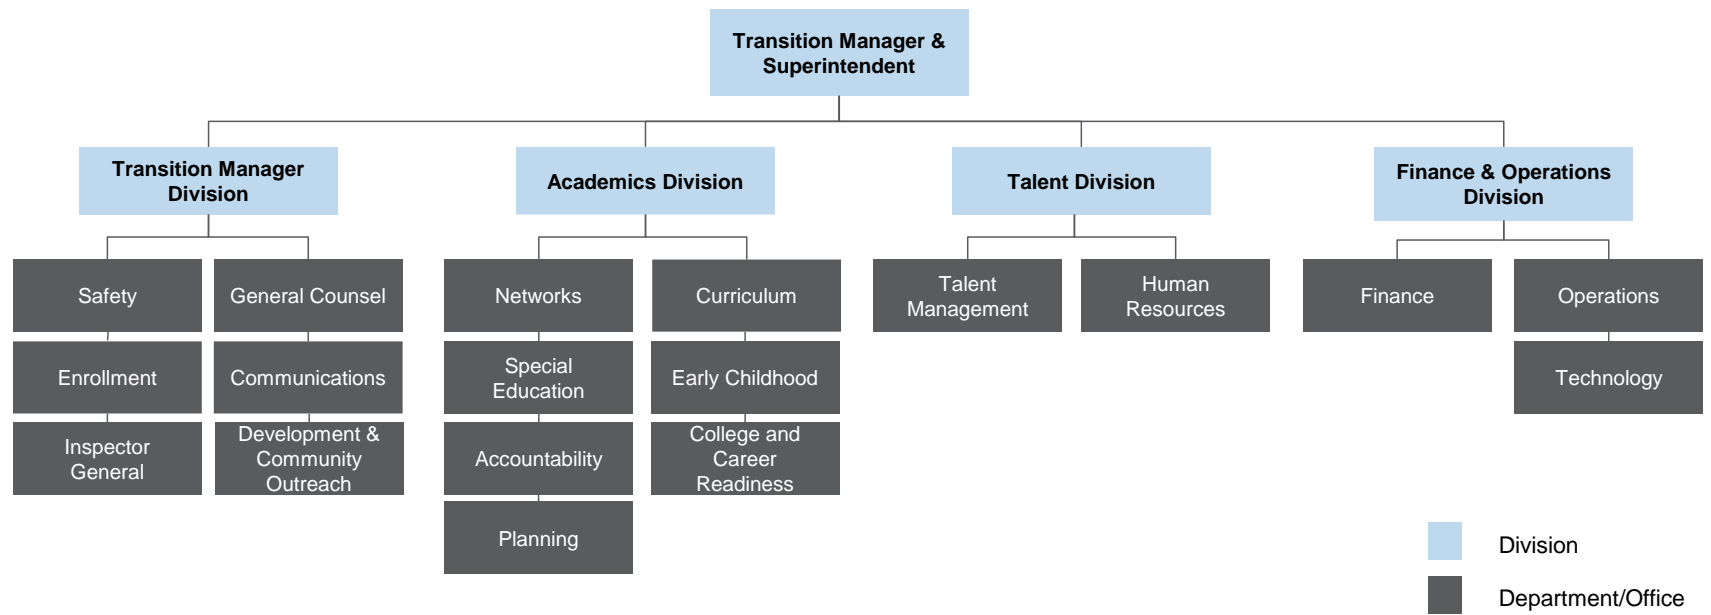 Transition Manager &
Superintendent
Transition Manager
Division
Academics Division
Talent Division
Finance & Operations
Division
Safety
General Counsel
Networks
Curriculum
Talent
Management
Human
Resources
Finance
Operations
Enrollment
Communications
Special
Education
Early Childhood
Technology
Inspector
General
Development &
Community
Outreach
Accountability
College and
Career
Readiness
Planning
Division
Department/Office